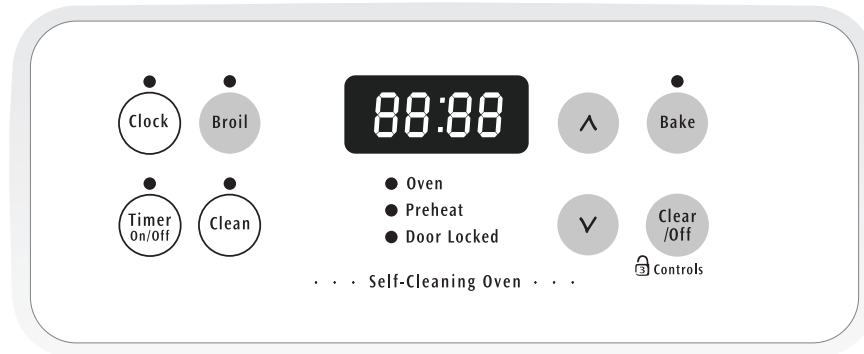 Clock
Broil
88:88
∧
Bake
Timer
On/Off
Clean
Oven
Preheat
Door Locked
∨
Clear
/Off
3 Controls
· · · Self-Cleaning Oven · · ·